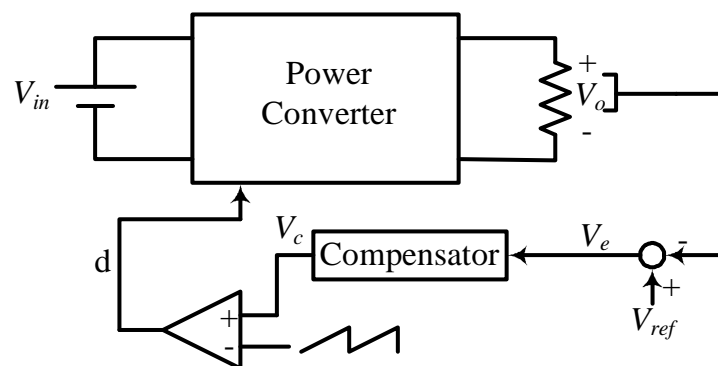 Power
Converter
V_in
+
V_o
-
d
V_c
Compensator
V_e
-
+
V_ref
+
-